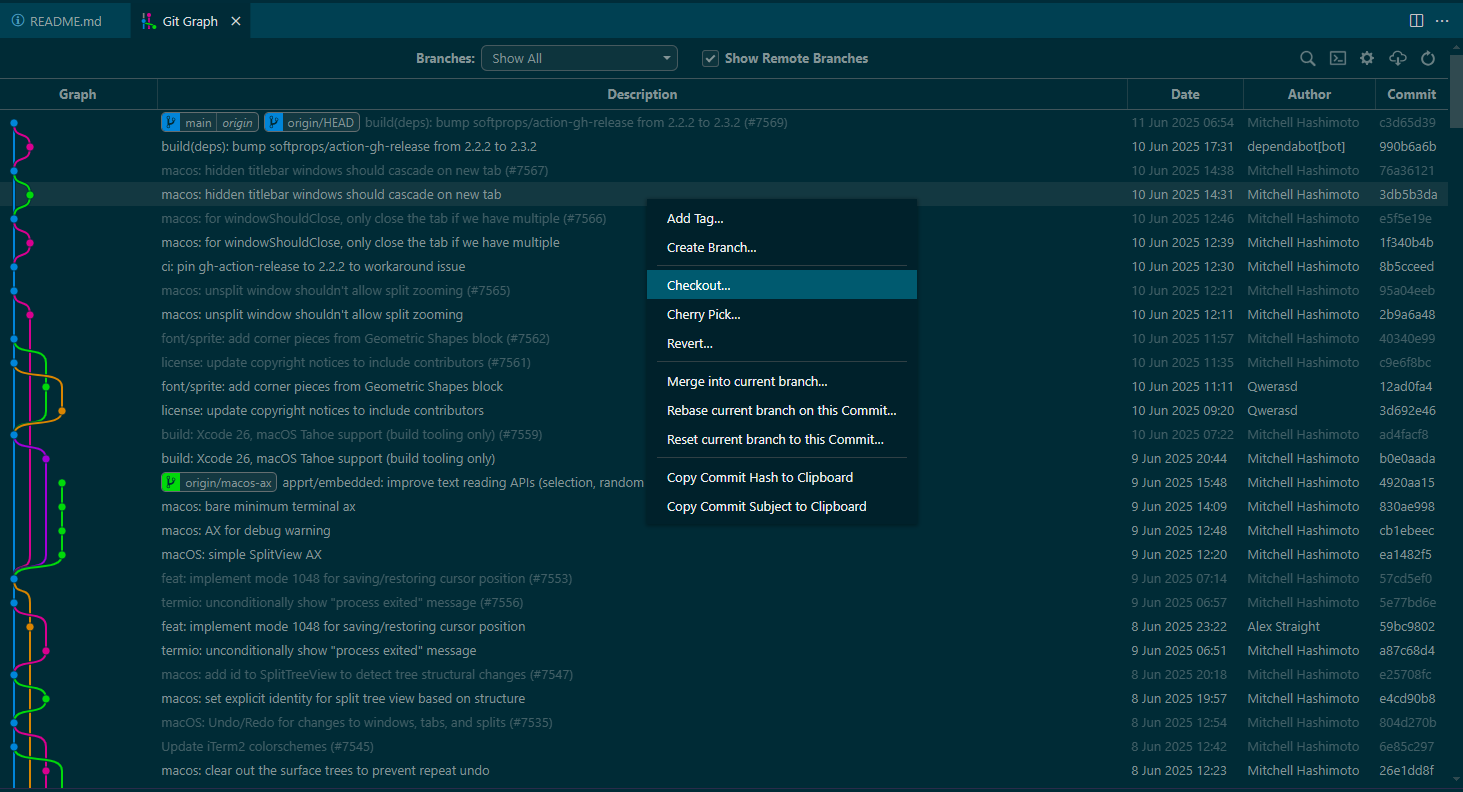 README.md Git Graph
Branches: Show All Show Remote Branches
Graph Description Date Author Commit
main origin origin/HEAD build(deps): bump softprops/action-gh-release from 2.2.2 to 2.3.2 (#7569) 11 Jun 2025 06:54 Mitchell Hashimoto c3d65d39
build(deps): bump softprops/action-gh-release from 2.2.2 to 2.3.2 10 Jun 2025 17:31 dependabot[bot] 990b6a6b
macos: hidden titlebar windows should cascade on new tab (#7567) 10 Jun 2025 14:38 Mitchell Hashimoto 76a36121
macos: hidden titlebar windows should cascade on new tab 10 Jun 2025 14:31 Mitchell Hashimoto 3db5b3da
macos: for windowShouldClose, only close the tab if we have multiple (#7566) 10 Jun 2025 12:46 Mitchell Hashimoto e5f5e19e
macos: for windowShouldClose, only close the tab if we have multiple 10 Jun 2025 12:39 Mitchell Hashimoto 1f340b4b
ci: pin gh-action-release to 2.2.2 to workaround issue 10 Jun 2025 12:30 Mitchell Hashimoto 8b5cceed
macos: unsplit window shouldn't allow split zooming (#7565) 10 Jun 2025 12:21 Mitchell Hashimoto 95a04eeb
macos: unsplit window shouldn't allow split zooming 10 Jun 2025 12:11 Mitchell Hashimoto 2b9a6a48
font/sprite: add corner pieces from Geometric Shapes block (#7562) 10 Jun 2025 11:57 Mitchell Hashimoto 40340e99
license: update copyright notices to include contributors (#7561) 10 Jun 2025 11:35 Mitchell Hashimoto c9e6f8bc
font/sprite: add corner pieces from Geometric Shapes block 10 Jun 2025 11:11 Qwerasd 12ad0fa4
license: update copyright notices to include contributors 10 Jun 2025 09:20 Qwerasd 3d692e46
build: Xcode 26, macOS Tahoe support (build tooling only) (#7559) 10 Jun 2025 07:22 Mitchell Hashimoto ad4facf8
build: Xcode 26, macOS Tahoe support (build tooling only) 9 Jun 2025 20:44 Mitchell Hashimoto b0e0aada
origin/macos-ax apprt/embedded: improve text reading APIs (selection, random 9 Jun 2025 15:48 Mitchell Hashimoto 4920aa15
macos: bare minimum terminal ax 9 Jun 2025 14:09 Mitchell Hashimoto 830ae998
macos: AX for debug warning 9 Jun 2025 12:48 Mitchell Hashimoto cb1ebeec
macOS: simple SplitView AX 9 Jun 2025 12:20 Mitchell Hashimoto ea1482f5
feat: implement mode 1048 for saving/restoring cursor position (#7553) 9 Jun 2025 07:14 Mitchell Hashimoto 57cd5ef0
termio: unconditionally show "process exited" message (#7556) 9 Jun 2025 06:57 Mitchell Hashimoto 5e77bd6e
feat: implement mode 1048 for saving/restoring cursor position 8 Jun 2025 23:22 Alex Straight 59bc9802
termio: unconditionally show "process exited" message 9 Jun 2025 06:51 Mitchell Hashimoto a87c68d4
macos: add id to SplitTreeView to detect tree structural changes (#7547) 8 Jun 2025 20:18 Mitchell Hashimoto e25708fc
macos: set explicit identity for split tree view based on structure 8 Jun 2025 19:57 Mitchell Hashimoto e4cd90b8
macOS: Undo/Redo for changes to windows, tabs, and splits (#7535) 8 Jun 2025 12:54 Mitchell Hashimoto 804d270b
Update iTerm2 colorschemes (#7545) 8 Jun 2025 12:42 Mitchell Hashimoto 6e85c297
macos: clear out the surface trees to prevent repeat undo 8 Jun 2025 12:23 Mitchell Hashimoto 26e1dd8f
Add Tag...
Create Branch...
Checkout...
Cherry Pick...
Revert...
Merge into current branch...
Rebase current branch on this Commit...
Reset current branch to this Commit...
Copy Commit Hash to Clipboard
Copy Commit Subject to Clipboard